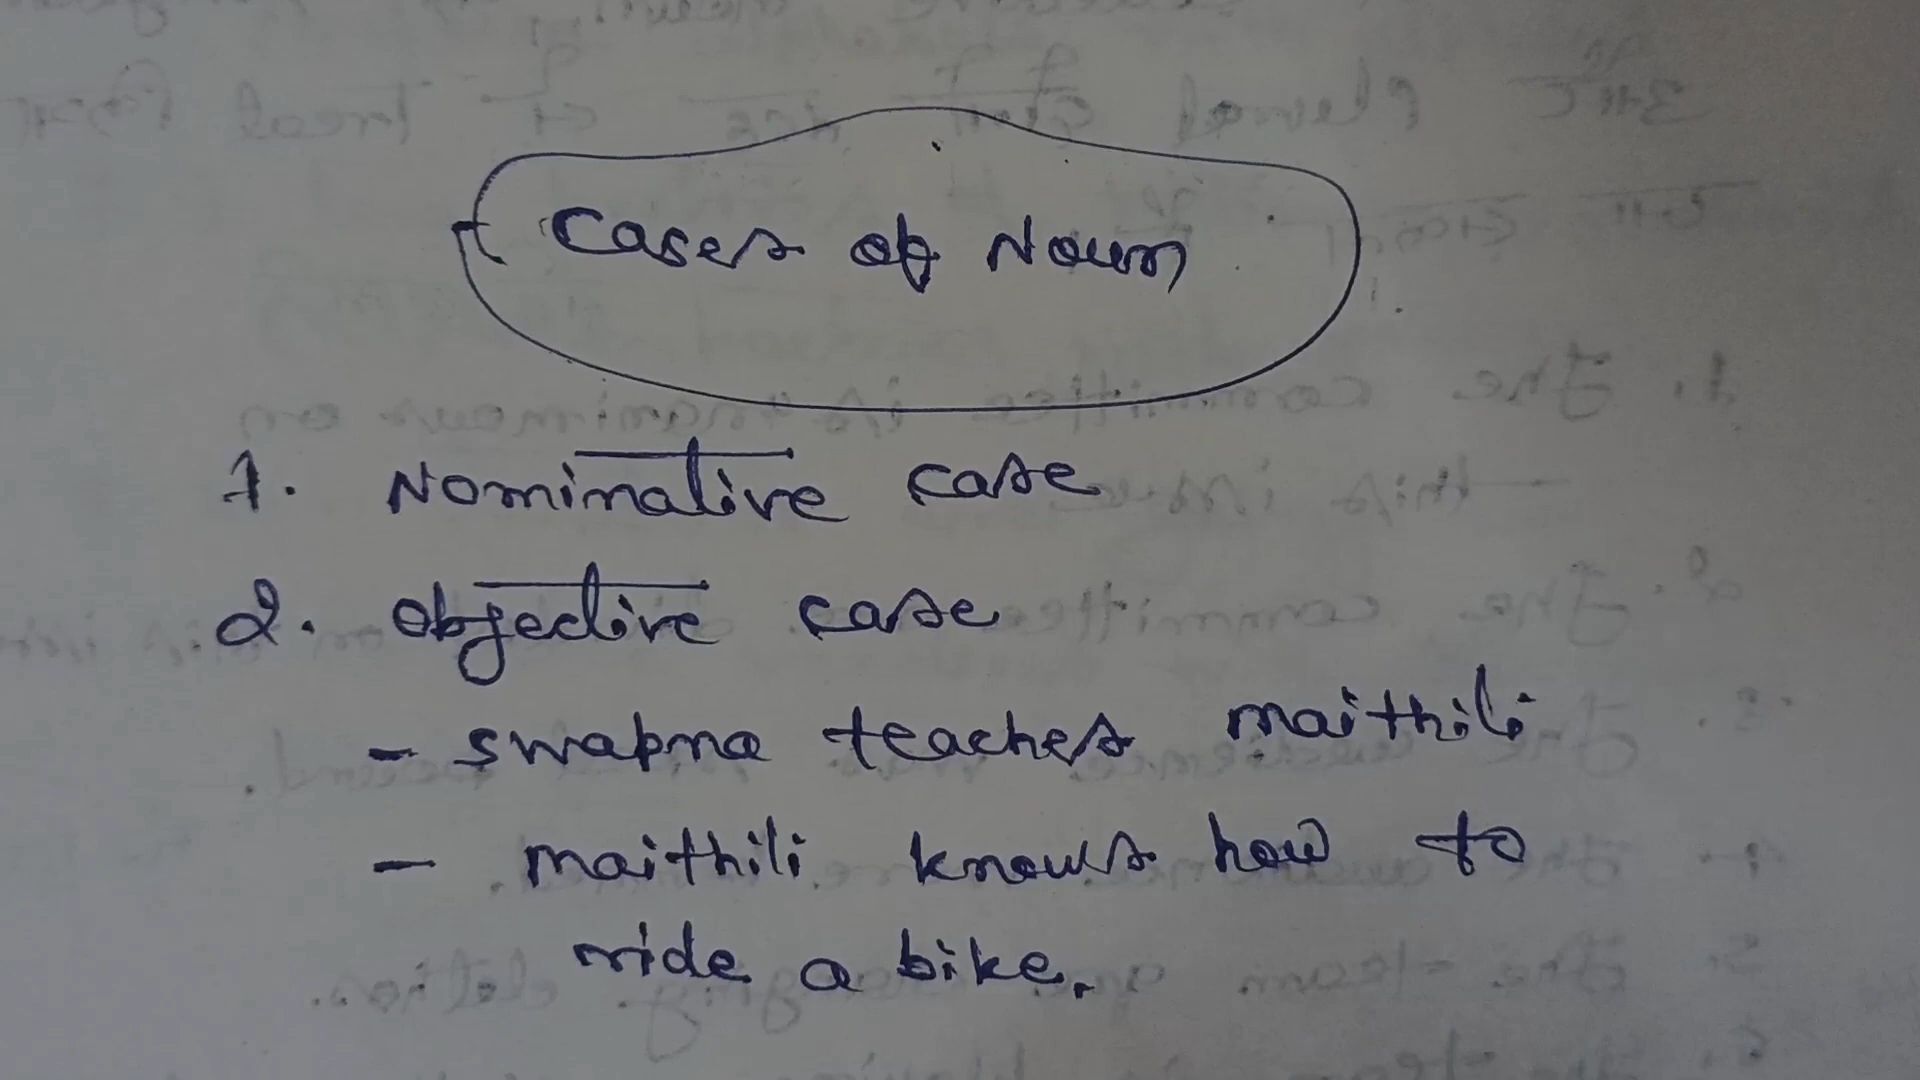 Cases of Noun
1. Nominative case
2. objective case
- swapna teaches maithili
- maithili knows how to
ride a bike.